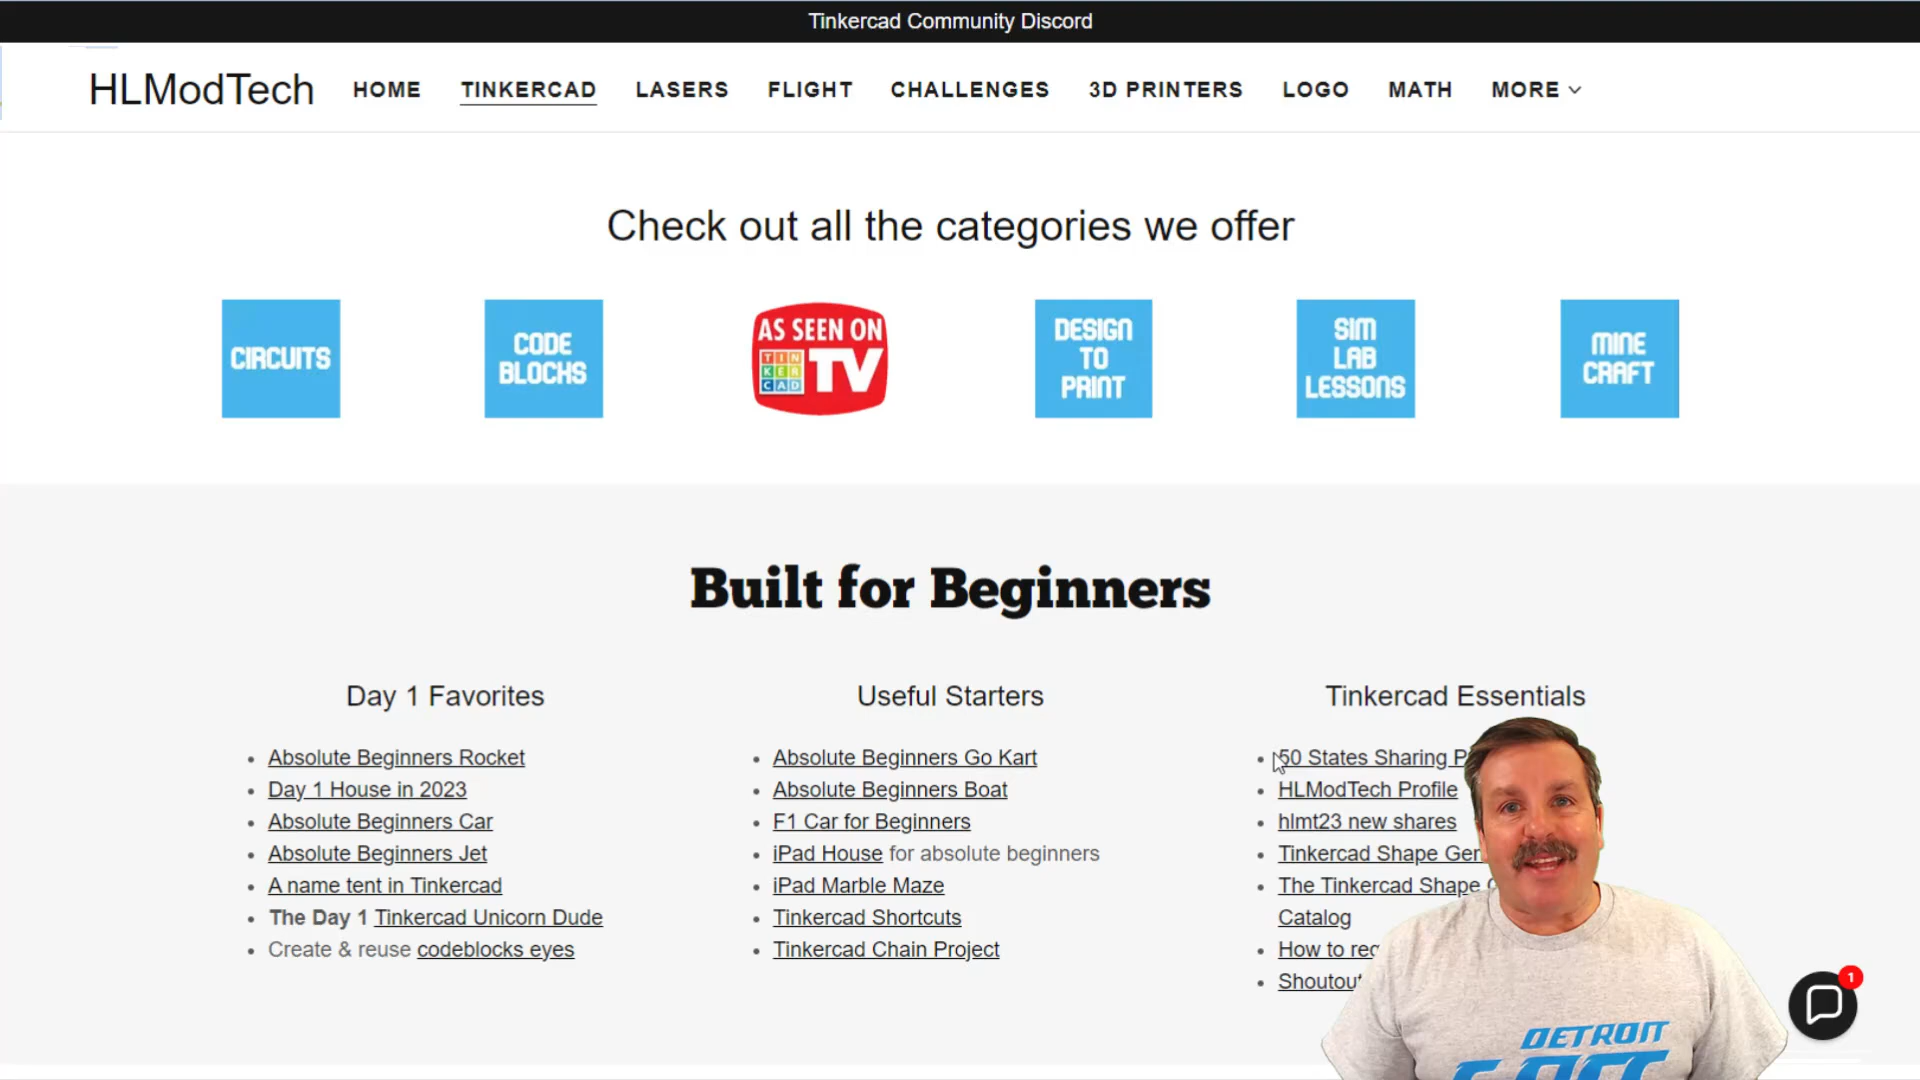 Tinkercad Community Discord
HLModTech HOME TINKERCAD LASERS FLIGHT CHALLENGES 3D PRINTERS LOGO MATH MORE
Check out all the categories we offer
CIRCUITS
CODE
BLOCKS
AS SEEN ON
TIN
KER
CAD
TV
DESIGN
TO
PRINT
SIM
LAB
LESSONS
MINE
CRAFT
Built for Beginners
Day 1 Favorites
Absolute Beginners Rocket
Day 1 House in 2023
Absolute Beginners Car
Absolute Beginners Jet
A name tent in Tinkercad
The Day 1 Tinkercad Unicorn Dude
Create & reuse codeblocks eyes
Useful Starters
Absolute Beginners Go Kart
Absolute Beginners Boat
F1 Car for Beginners
iPad House for absolute beginners
iPad Marble Maze
Tinkercad Shortcuts
Tinkercad Chain Project
Tinkercad Essentials
50 States Sharing
HLModTech Profile
hlmt23 new shares
Tinkercad Shape
The Tinkercad Shape
Catalog
How to
1
DETROIT